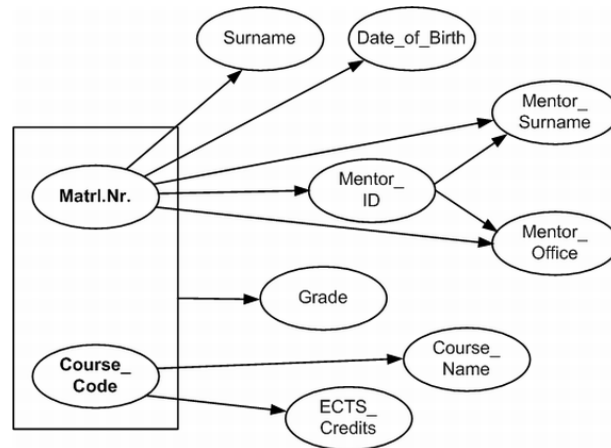 Surname
Date_of_Birth
Mentor_
Surname
Matrl.Nr.
Mentor_
ID
Mentor_
Office
Grade
Course_
Code
Course_
Name
ECTS_
Credits